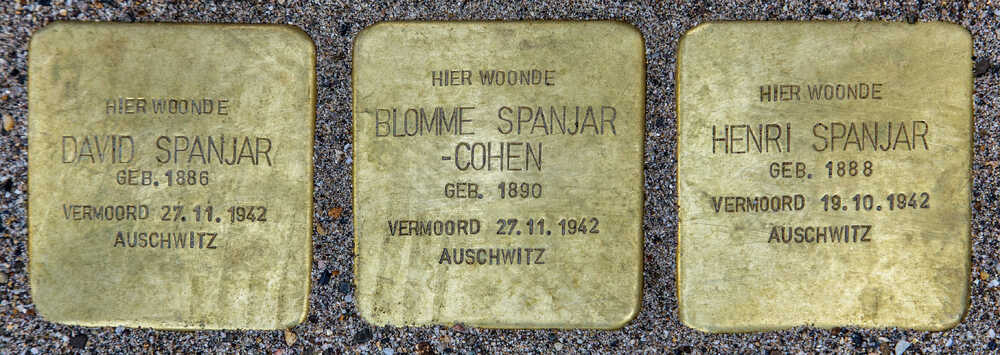 HIER WOONDE
DAVID SPANJAR
GEB. 1886
VERMOORD 27.11.1942
AUSCHWITZ
HIER WOONDE
BLOMME SPANJAR
-COHEN
GEB. 1890
VERMOORD 27.11.1942
AUSCHWITZ
HIER WOONDE
HENRI SPANJAR
GEB. 1888
VERMOORD 19.10.1942
AUSCHWITZ